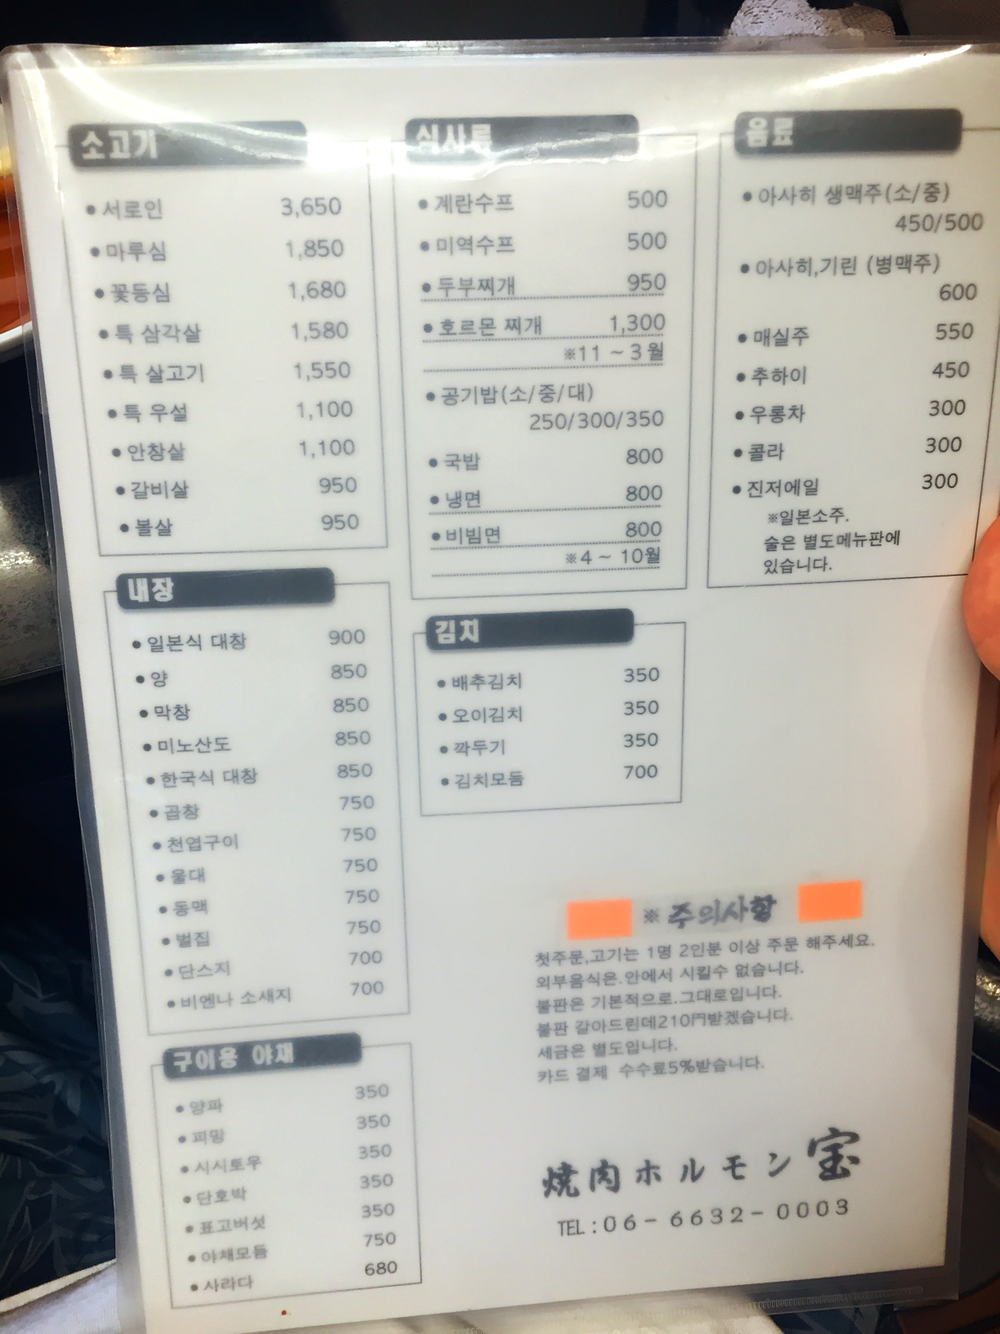 소고기
• 서로인 3,650
• 마루심 1,850
• 꽃등심 1,680
• 특 삼각살 1,580
• 특 살고기 1,550
• 특 우설 1,100
• 안창살 1,100
• 갈비살 950
• 볼살 950
내장
• 일본식 대창 900
• 양 850
• 막창 850
• 미노산도 850
• 한국식 대창 850
• 곱창 750
• 천엽구이 750
• 울대 750
• 동맥 750
• 벌집 750
• 단스지 700
• 비엔나 소새지 700
구이용 야채
• 양파 350
• 피망 350
• 시시토우 350
• 단호박 350
• 표고버섯 350
• 야채모듬 750
• 사라다 680
식사류
• 계란수프 500
• 미역수프 500
• 두부찌개 950
• 호르몬 찌개 1,300
※11 ~ 3월
• 공기밥(소/중/대)
250/300/350
• 국밥 800
• 냉면 800
• 비빔면 800
※4 ~ 10월
김치
• 배추김치 350
• 오이김치 350
• 깍두기 350
• 김치모듬 700
음료
• 아사히 생맥주(소/중)
450/500
• 아사히,기린 (병맥주)
600
• 매실주 550
• 추하이 450
• 우롱차 300
• 콜라 300
• 진저에일 300
※일본소주.
술은 별도메뉴판에
있습니다.
※ 주의사항
첫주문,고기는 1명 2인분 이상 주문 해주세요.
외부음식은.안에서 시킬수 없습니다.
불판은 기본적으로.그대로입니다.
불판 갈아드린데210円받겠습니다.
세금은 별도입니다.
카드 결제 수수료5%받습니다.
焼肉ホルモン 宝
TEL:06-6632-0003